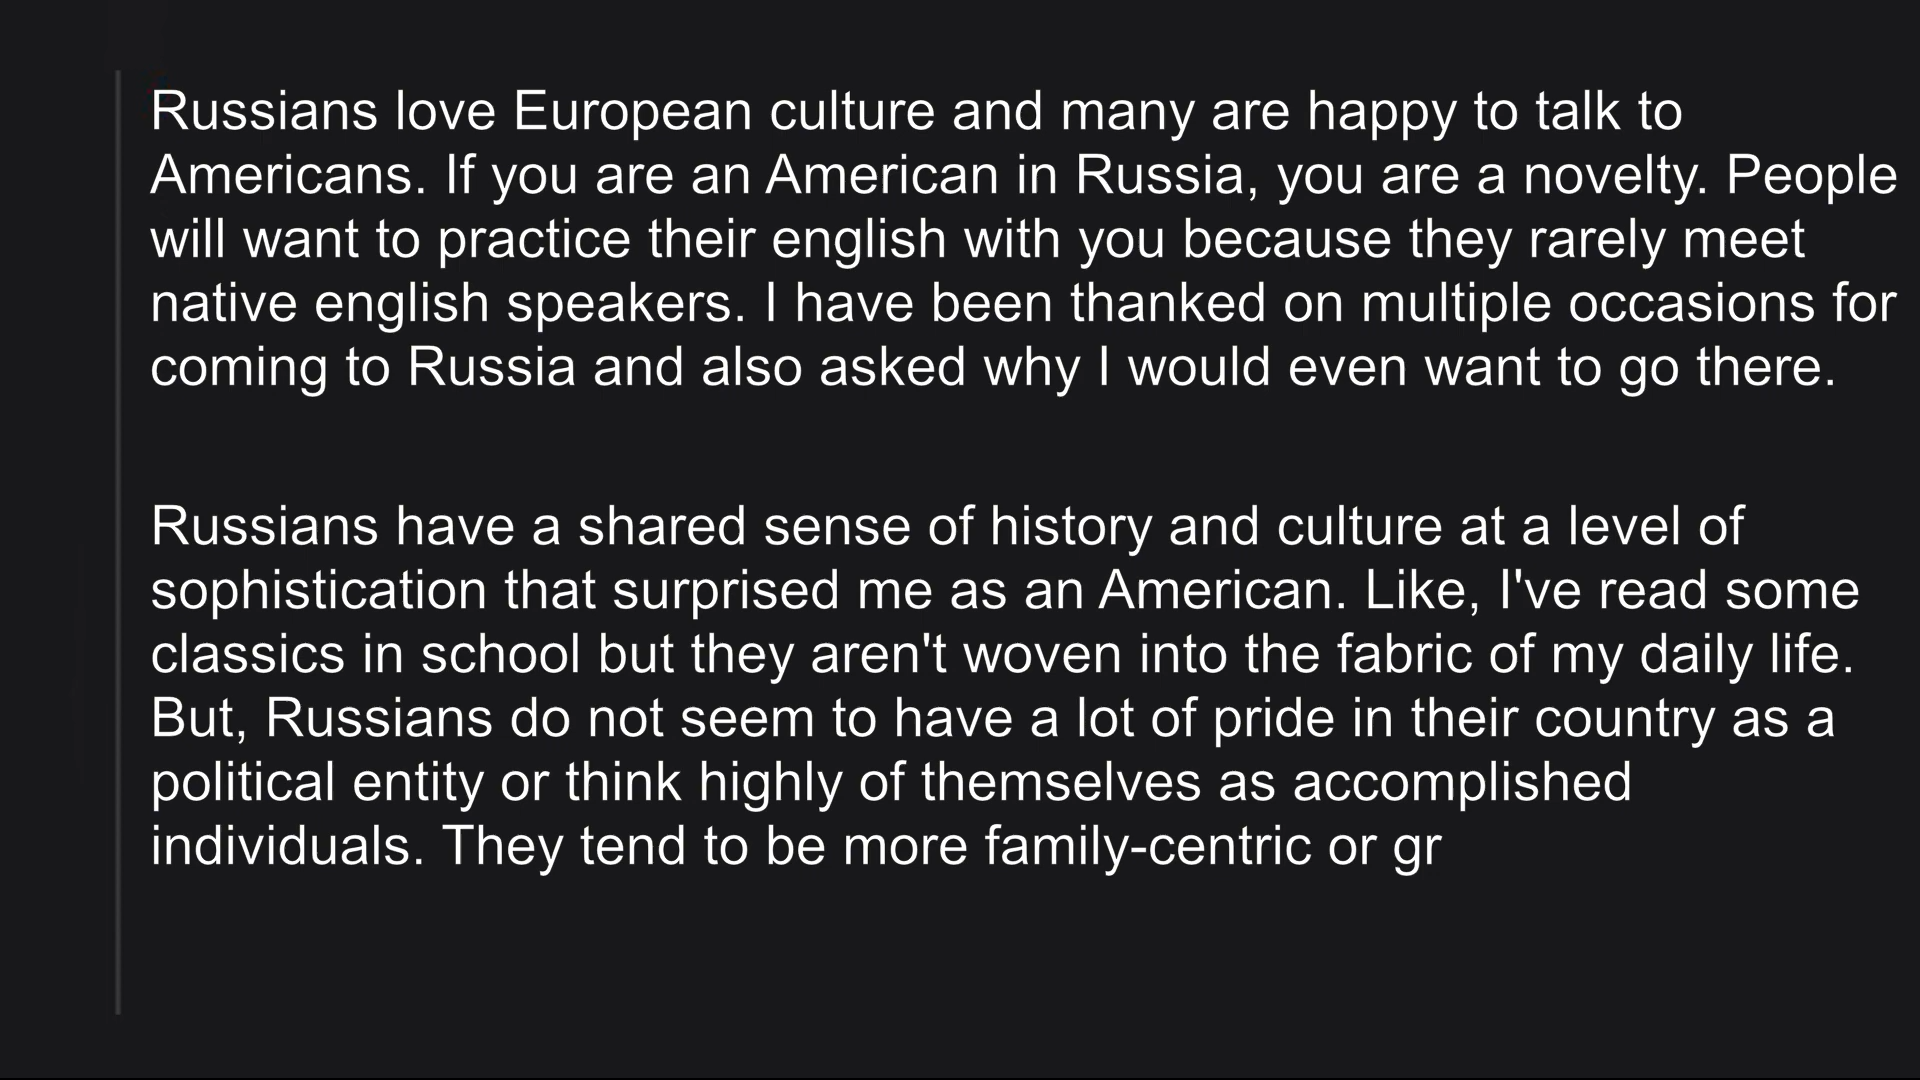 Russians love European culture and many are happy to talk to
Americans. If you are an American in Russia, you are a novelty. People
will want to practice their english with you because they rarely meet
native english speakers. I have been thanked on multiple occasions for
coming to Russia and also asked why I would even want to go there.
Russians have a shared sense of history and culture at a level of
sophistication that surprised me as an American. Like, I've read some
classics in school but they aren't woven into the fabric of my daily life.
But, Russians do not seem to have a lot of pride in their country as a
political entity or think highly of themselves as accomplished
individuals. They tend to be more family-centric or gr